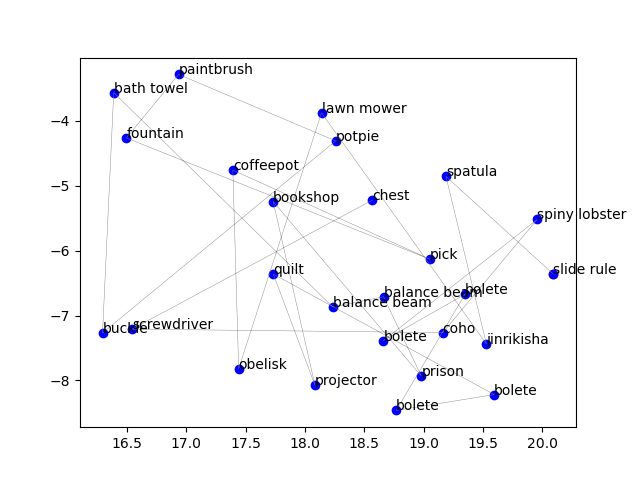 paintbrush
bath towel
lawn mower
fountain
potpie
coffeepot
spatula
bookshop
chest
spiny lobster
pick
quilt
slide rule
balance beam
bolete
balance beam
buckle
screwdriver
bolete
coho
jinrikisha
obelisk
prison
projector
bolete
bolete
−4
−5
−6
−7
−8
16.5 17.0 17.5 18.0 18.5 19.0 19.5 20.0